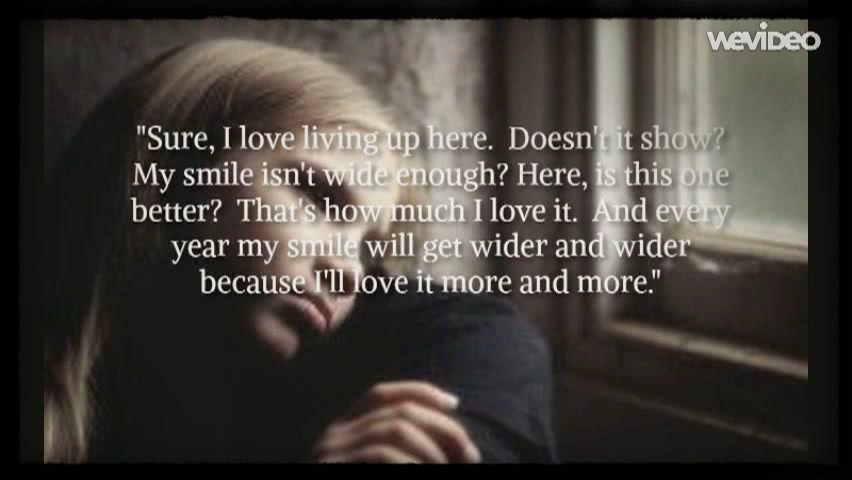 WEVIDEO
"Sure, I love living up here.  Doesn't it show?
My smile isn't wide enough? Here, is this one
better?  That's how much I love it.  And every
year my smile will get wider and wider
because I'll love it more and more."